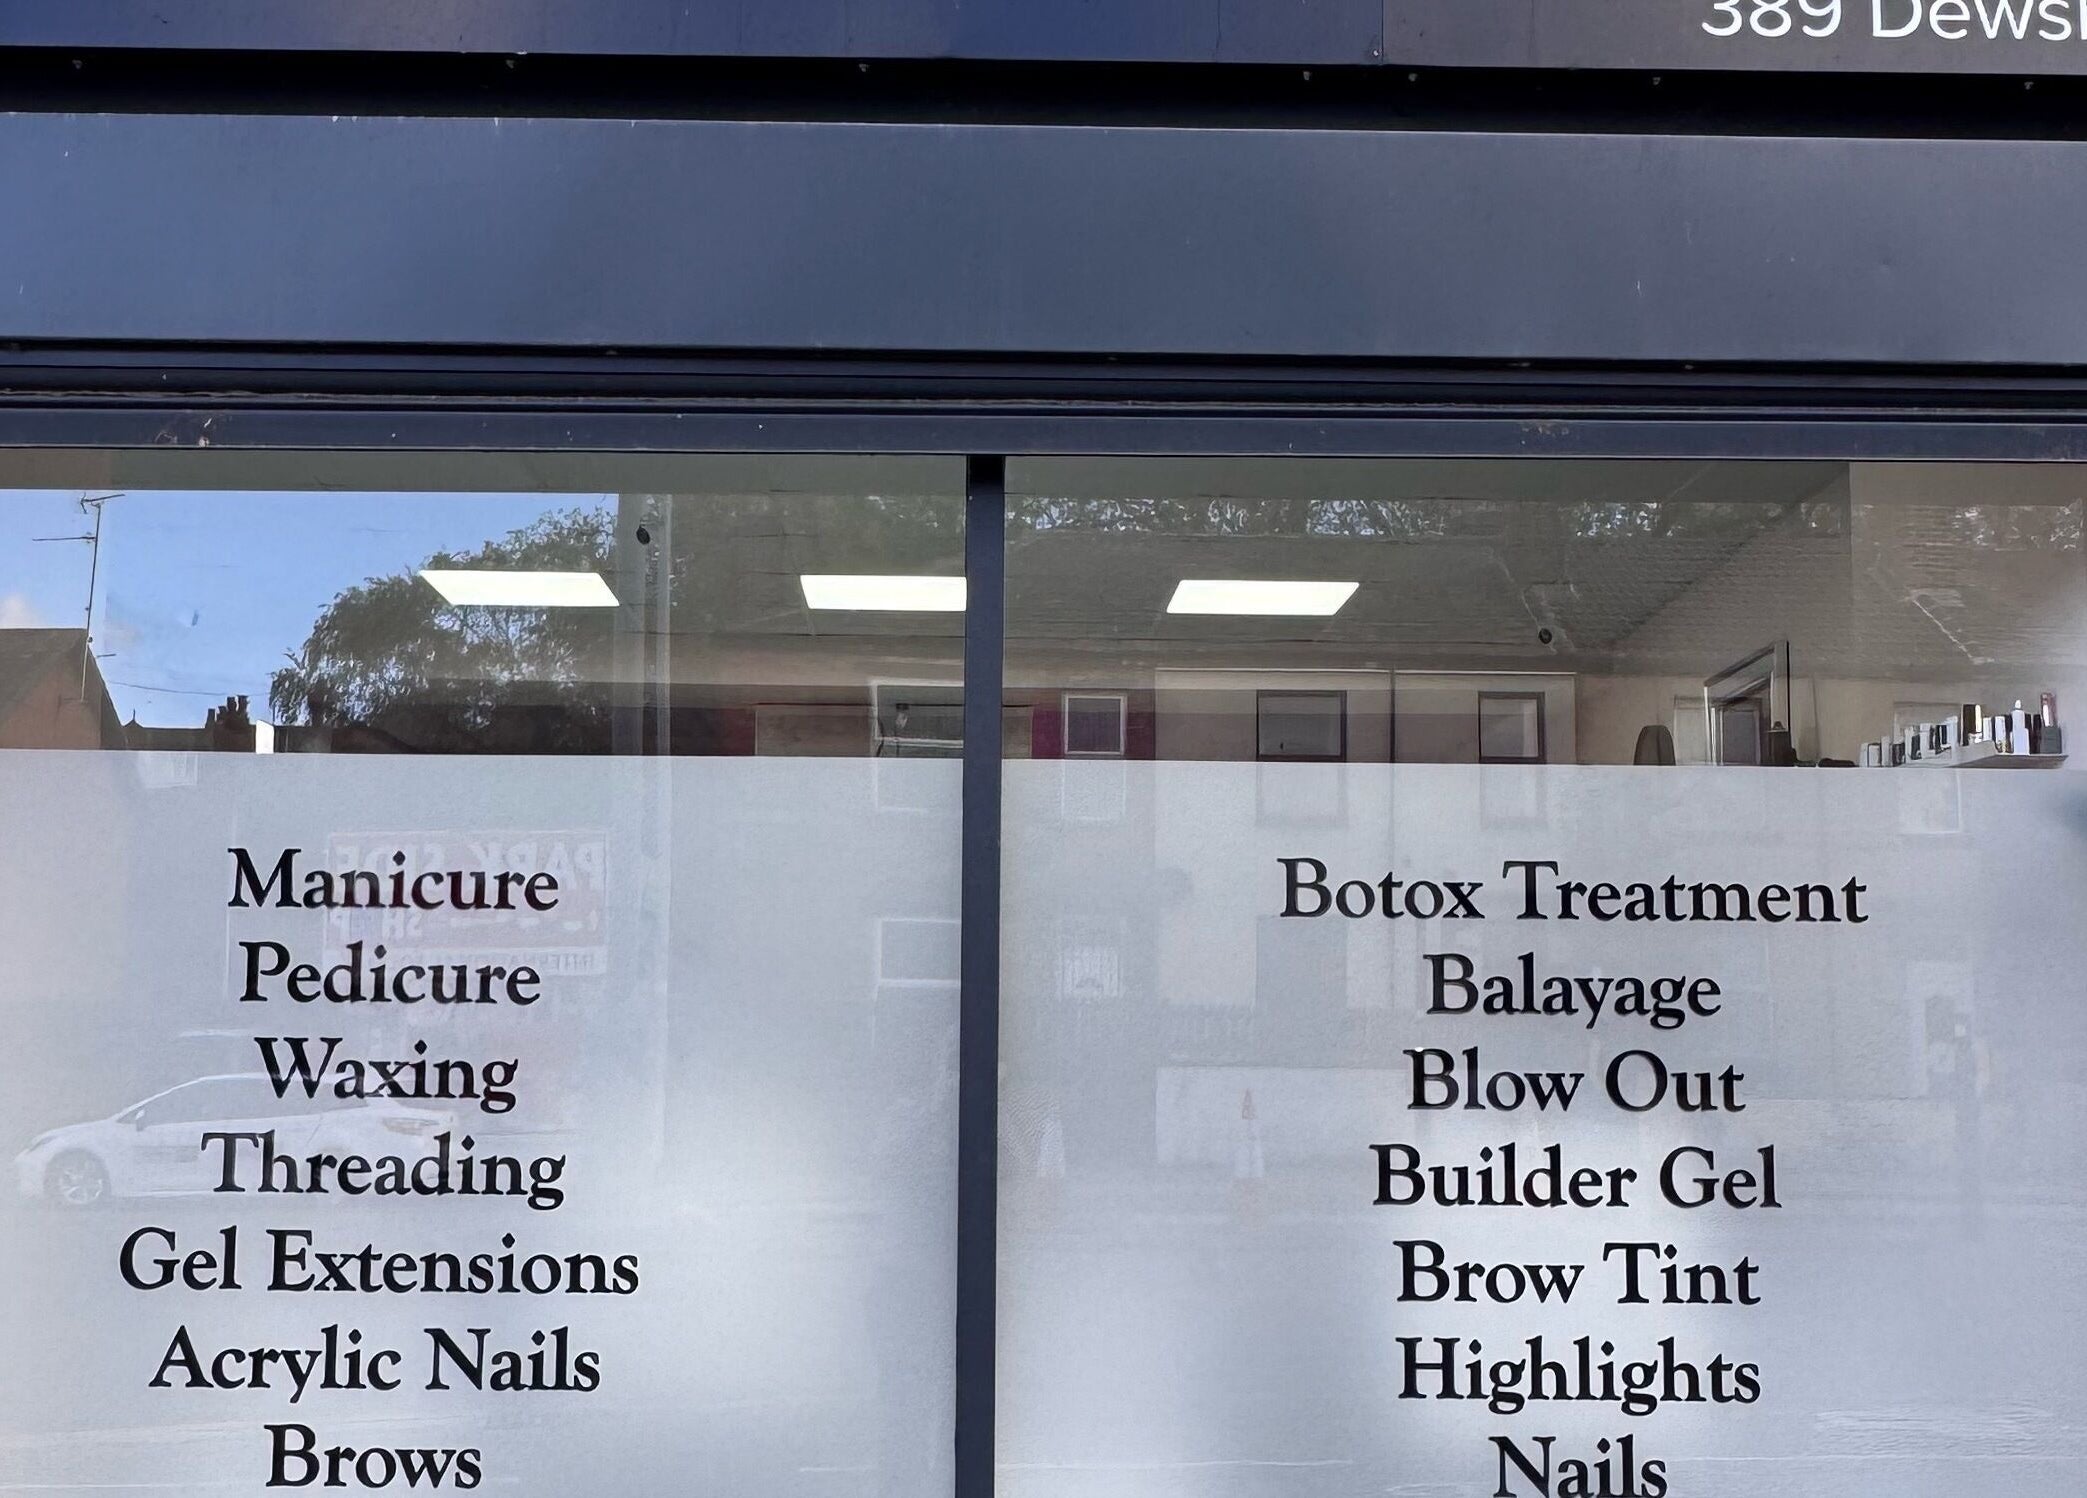 389
Manicure
Pedicure
Waxing
Threading
Gel Extensions
Acrylic Nails
Brows
Botox Treatment
Balayage
Blow Out
Builder Gel
Brow Tint
Highlights
Nails